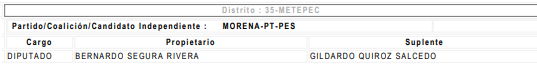 Distrito : 35-METEPEC
Partido/Coalición/Candidato Independiente : MORENA-PT-PES
Cargo Propietario Suplente
DIPUTADO BERNARDO SEGURA RIVERA GILDARDO QUIROZ SALCEDO